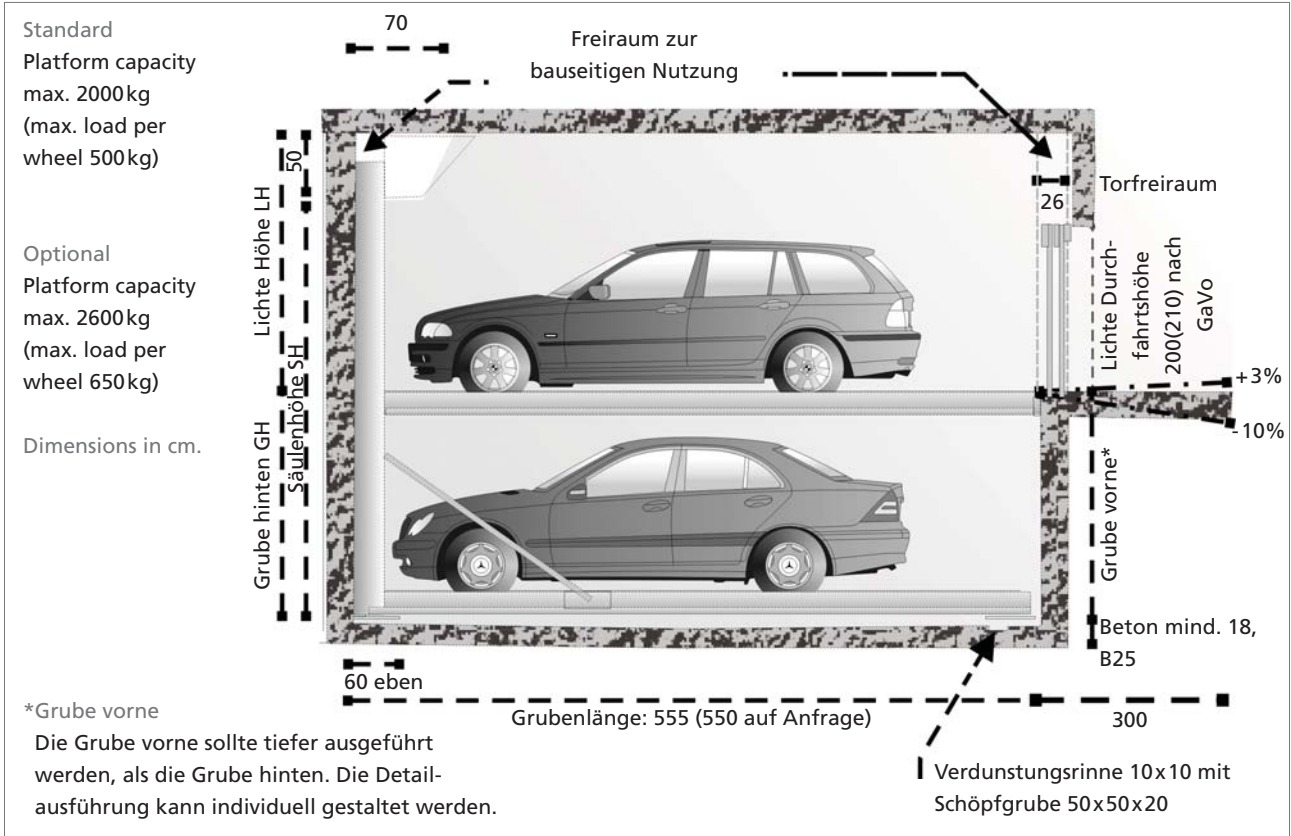 Standard
Platform capacity
max. 2000 kg
(max. load per
wheel 500 kg)
Optional
Platform capacity
max. 2600 kg
(max. load per
wheel 650 kg)
Dimensions in cm.
70
Freiraum zur
bauseitigen Nutzung
50
Lichte Höhe LH
Grube hinten GH
Säulenhöhe SH
26
Torfreiraum
Lichte Durch-
fahrtshöhe
200(210) nach
GaVo
+3%
-10%
Grube vorne*
Beton mind. 18,
B25
60 eben
Grubenlänge: 555 (550 auf Anfrage)
300
Verdunstungsrinne 10x10 mit
Schöpfgrube 50x50x20
*Grube vorne
Die Grube vorne sollte tiefer ausgeführt
werden, als die Grube hinten. Die Detail-
ausführung kann individuell gestaltet werden.